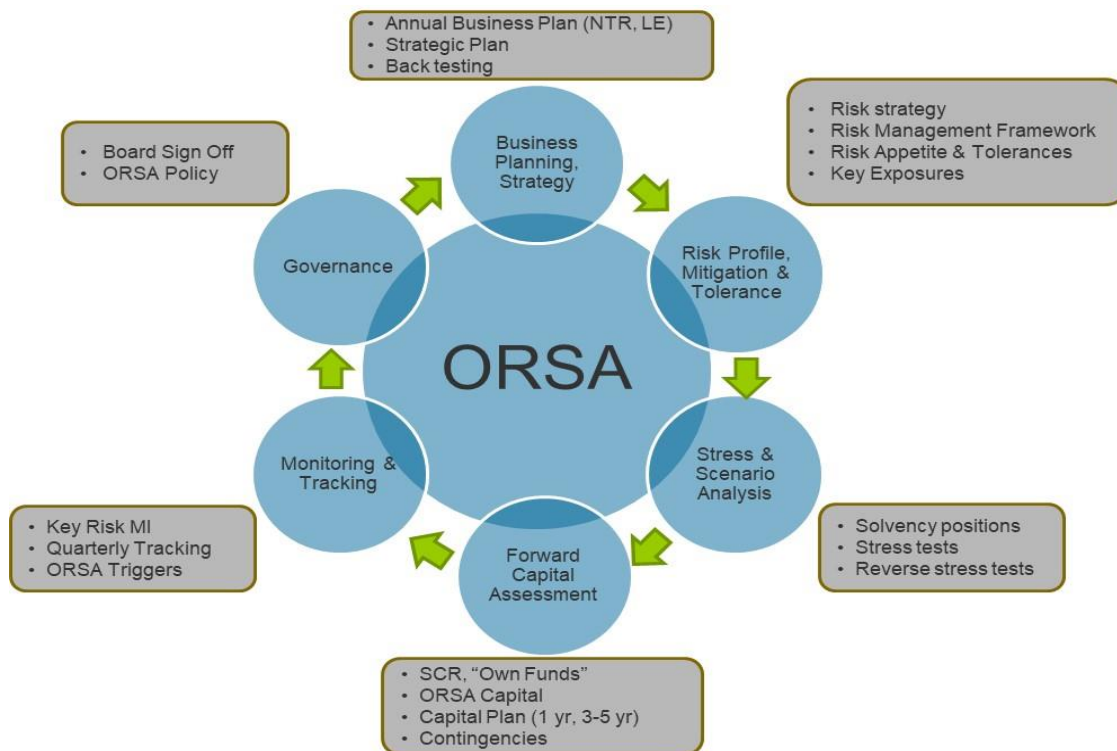 • Annual Business Plan (NTR, LE)
• Strategic Plan
• Back testing
Business
Planning,
Strategy
• Risk strategy
• Risk Management Framework
• Risk Appetite & Tolerances
• Key Exposures
Risk Profile,
Mitigation &
Tolerance
Stress &
Scenario
Analysis
• Solvency positions
• Stress tests
• Reverse stress tests
Forward
Capital
Assessment
• SCR, “Own Funds”
• ORSA Capital
• Capital Plan (1 yr, 3-5 yr)
• Contingencies
Monitoring &
Tracking
• Key Risk MI
• Quarterly Tracking
• ORSA Triggers
Governance
• Board Sign Off
• ORSA Policy
ORSA